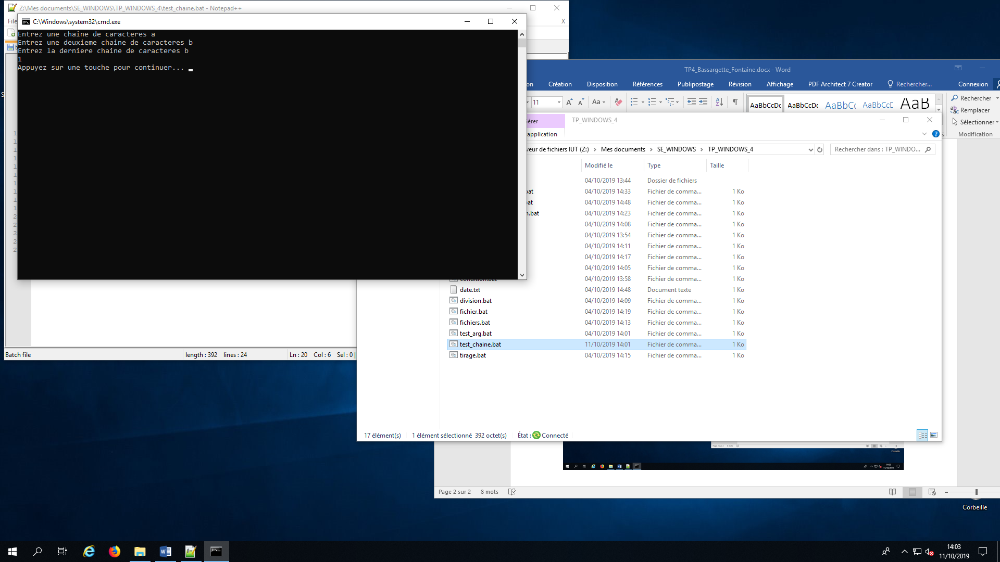 Z:\Mes documents\SE_WINDOWS\TP_WINDOWS_4\test_chaine.bat - Notepad++
C:\Windows\system32\cmd.exe
Entrez une chaine de caracteres a
Entrez une deuxieme chaine de caracteres b
Entrez la derniere chaine de caracteres b
1
Appuyez sur une touche pour continuer...
Batch file length : 392 lines : 24 Ln : 20 Col : 6 Sel : 0 |
TP4_Bassargette_Fontaine.docx - Word
Création Disposition Références Publipostage Révision Affichage PDF Architect 7 Creator Rechercher... Connexion
11 Aa AaBbCcDc AaBbCcDc AaBbCc AaBbCcE AaB
Rechercher
Remplacer
Sélectionner
Modification
TP_WINDOWS_4
application
veur de fichiers IUT (Z:) > Mes documents > SE_WINDOWS > TP_WINDOWS_4
Rechercher dans : TP_WINDO...
Modifié le Type Taille
04/10/2019 13:44 Dossier de fichiers
bat 04/10/2019 14:33 Fichier de comma... 1 Ko
bat 04/10/2019 14:48 Fichier de comma... 1 Ko
n.bat 04/10/2019 14:23 Fichier de comma... 1 Ko
04/10/2019 14:08 Fichier de comma... 1 Ko
04/10/2019 13:54 Fichier de comma... 1 Ko
04/10/2019 14:11 Fichier de comma... 1 Ko
04/10/2019 14:17 Fichier de comma... 1 Ko
04/10/2019 14:05 Fichier de comma... 1 Ko
condition.bat 04/10/2019 13:58 Fichier de comma... 1 Ko
date.txt 04/10/2019 14:48 Document texte 1 Ko
division.bat 04/10/2019 14:09 Fichier de comma... 1 Ko
fichier.bat 04/10/2019 14:19 Fichier de comma... 1 Ko
fichiers.bat 04/10/2019 14:13 Fichier de comma... 1 Ko
test_arg.bat 04/10/2019 14:01 Fichier de comma... 1 Ko
test_chaine.bat 11/10/2019 14:01 Fichier de comma... 1 Ko
tirage.bat 04/10/2019 14:15 Fichier de comma... 1 Ko
17 élément(s) 1 élément sélectionné 392 octet(s) État : Connecté
Page 2 sur 2 8 mots
Corbeille
14:03
11/10/2019